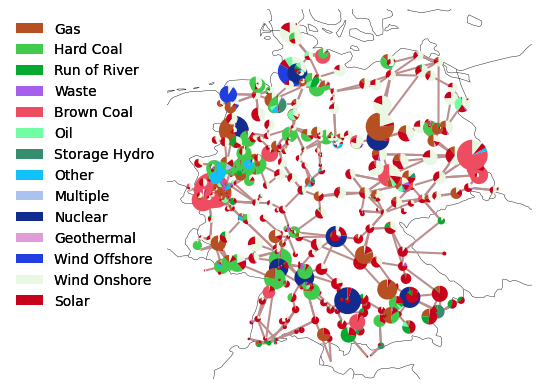 Gas
Hard Coal
Run of River
Waste
Brown Coal
Oil
Storage Hydro
Other
Multiple
Nuclear
Geothermal
Wind Offshore
Wind Onshore
Solar